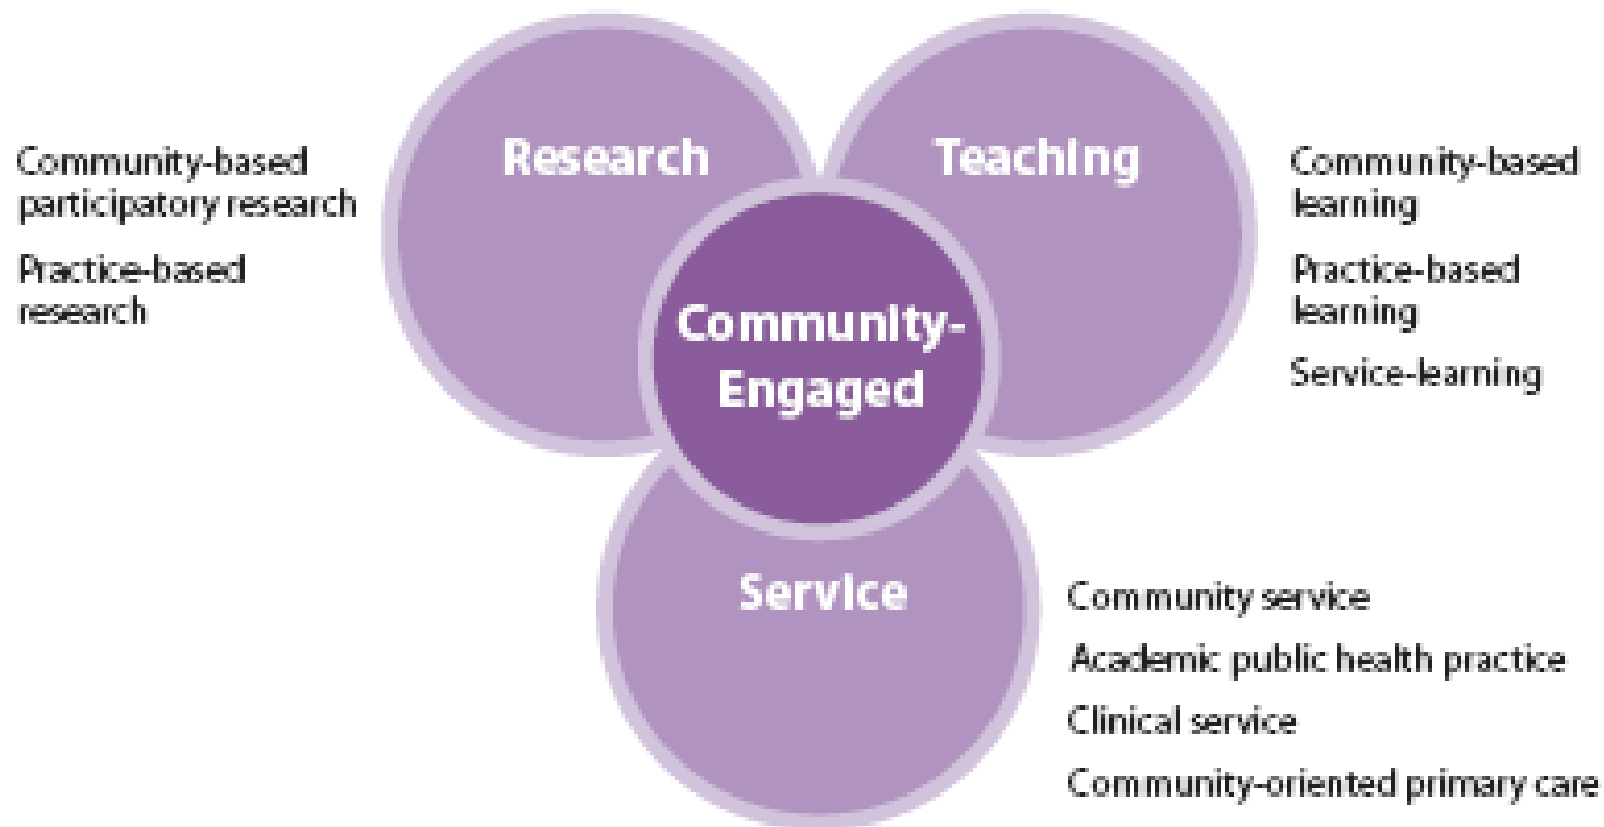 Research
Teaching
Community-
Engaged
Service
Community-based
participatory research
Practice-based
research
Community-based
learning
Practice-based
learning
Service-learning
Community service
Academic public health practice
Clinical service
Community-oriented primary care